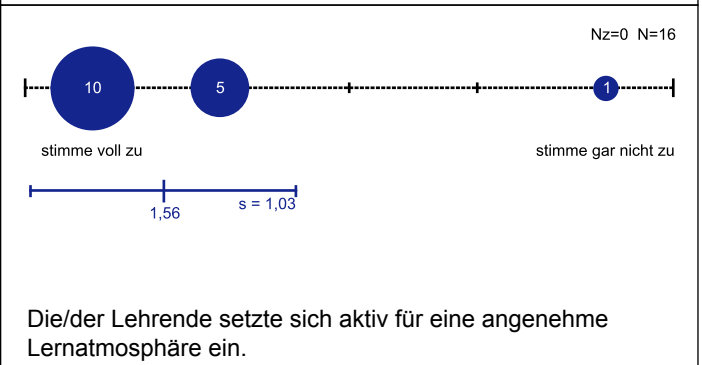 Nz=0 N=16
10 5 1
stimme voll zu stimme gar nicht zu
s = 1,03
1,56
Die/der Lehrende setzte sich aktiv für eine angenehme
Lernatmosphäre ein.